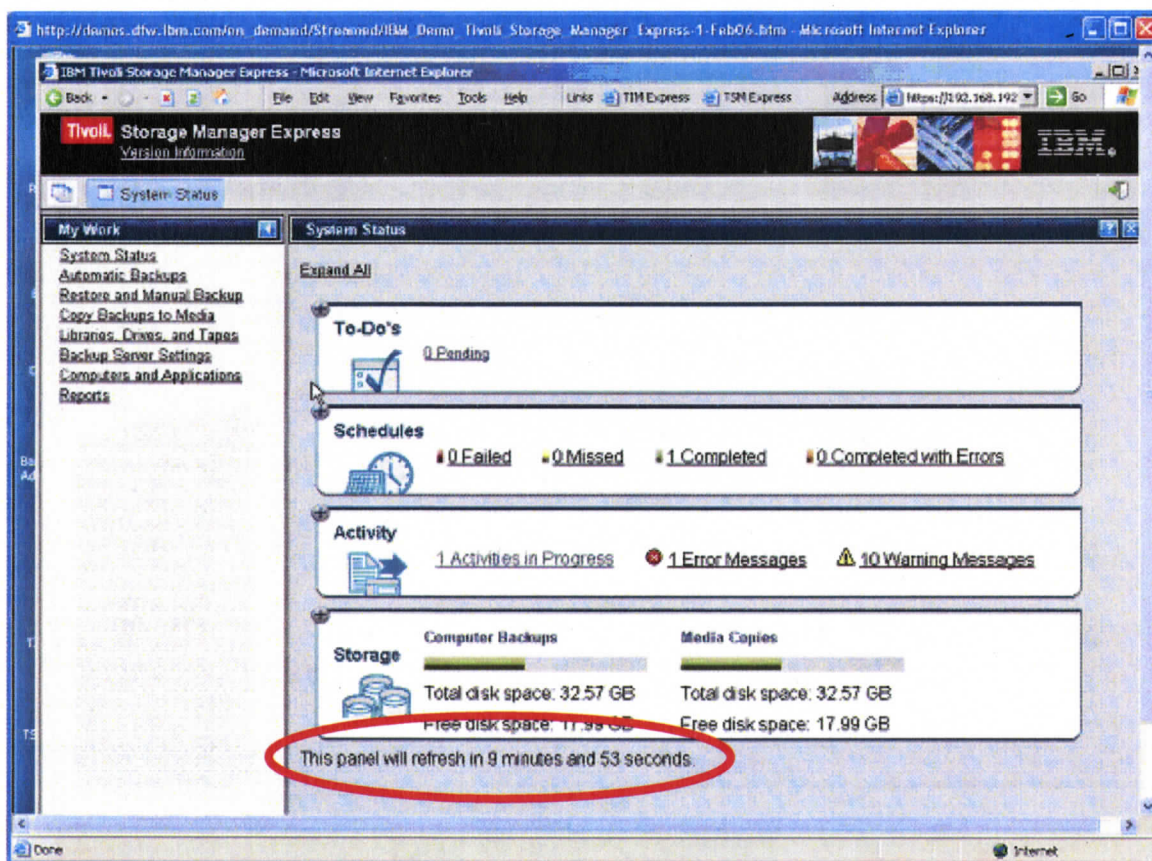 http://demos.dfw.ibm.com/on_demand/Streamed/IBM_Demo_Tivoli_Storage_Manager_Express-1-Feb06.htm - Microsoft Internet Explorer
IBM Tivoli Storage Manager Express - Microsoft Internet Explorer
Back File Edit View Favorites Tools Help Links TIM Express TSM Express Address https://192.168.192 Go
Tivoli. Storage Manager Express
Version Information
IBM.
System Status
My Work
System Status
Automatic Backups
Restore and Manual Backup
Copy Backups to Media
Libraries, Drives, and Tapes
Backup Server Settings
Computers and Applications
Reports
System Status
Expand All
To-Do's
0 Pending
Schedules
0 Failed 0 Missed 1 Completed 0 Completed with Errors
Activity
1 Activities in Progress 1 Error Messages 10 Warning Messages
Storage
Computer Backups Media Copies
Total disk space: 32.57 GB Total disk space: 32.57 GB
Free disk space: 17.99 GB Free disk space: 17.99 GB
This panel will refresh in 9 minutes and 53 seconds.
Done Internet